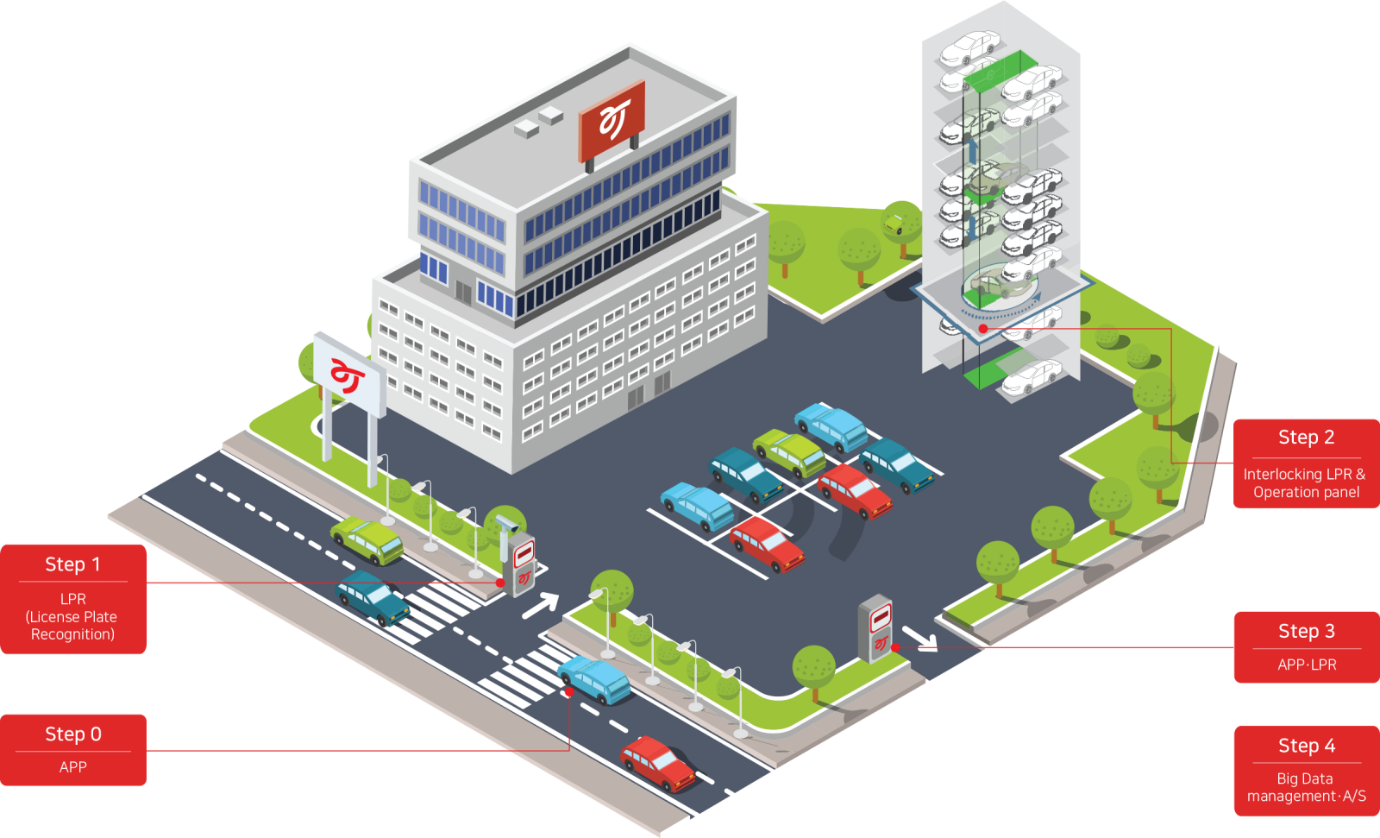 Step 2
Interlocking LPR &
Operation panel
Step 1
LPR
(License Plate
Recognition)
Step 3
APP·LPR
Step 0
APP
Step 4
Big Data
management·A/S